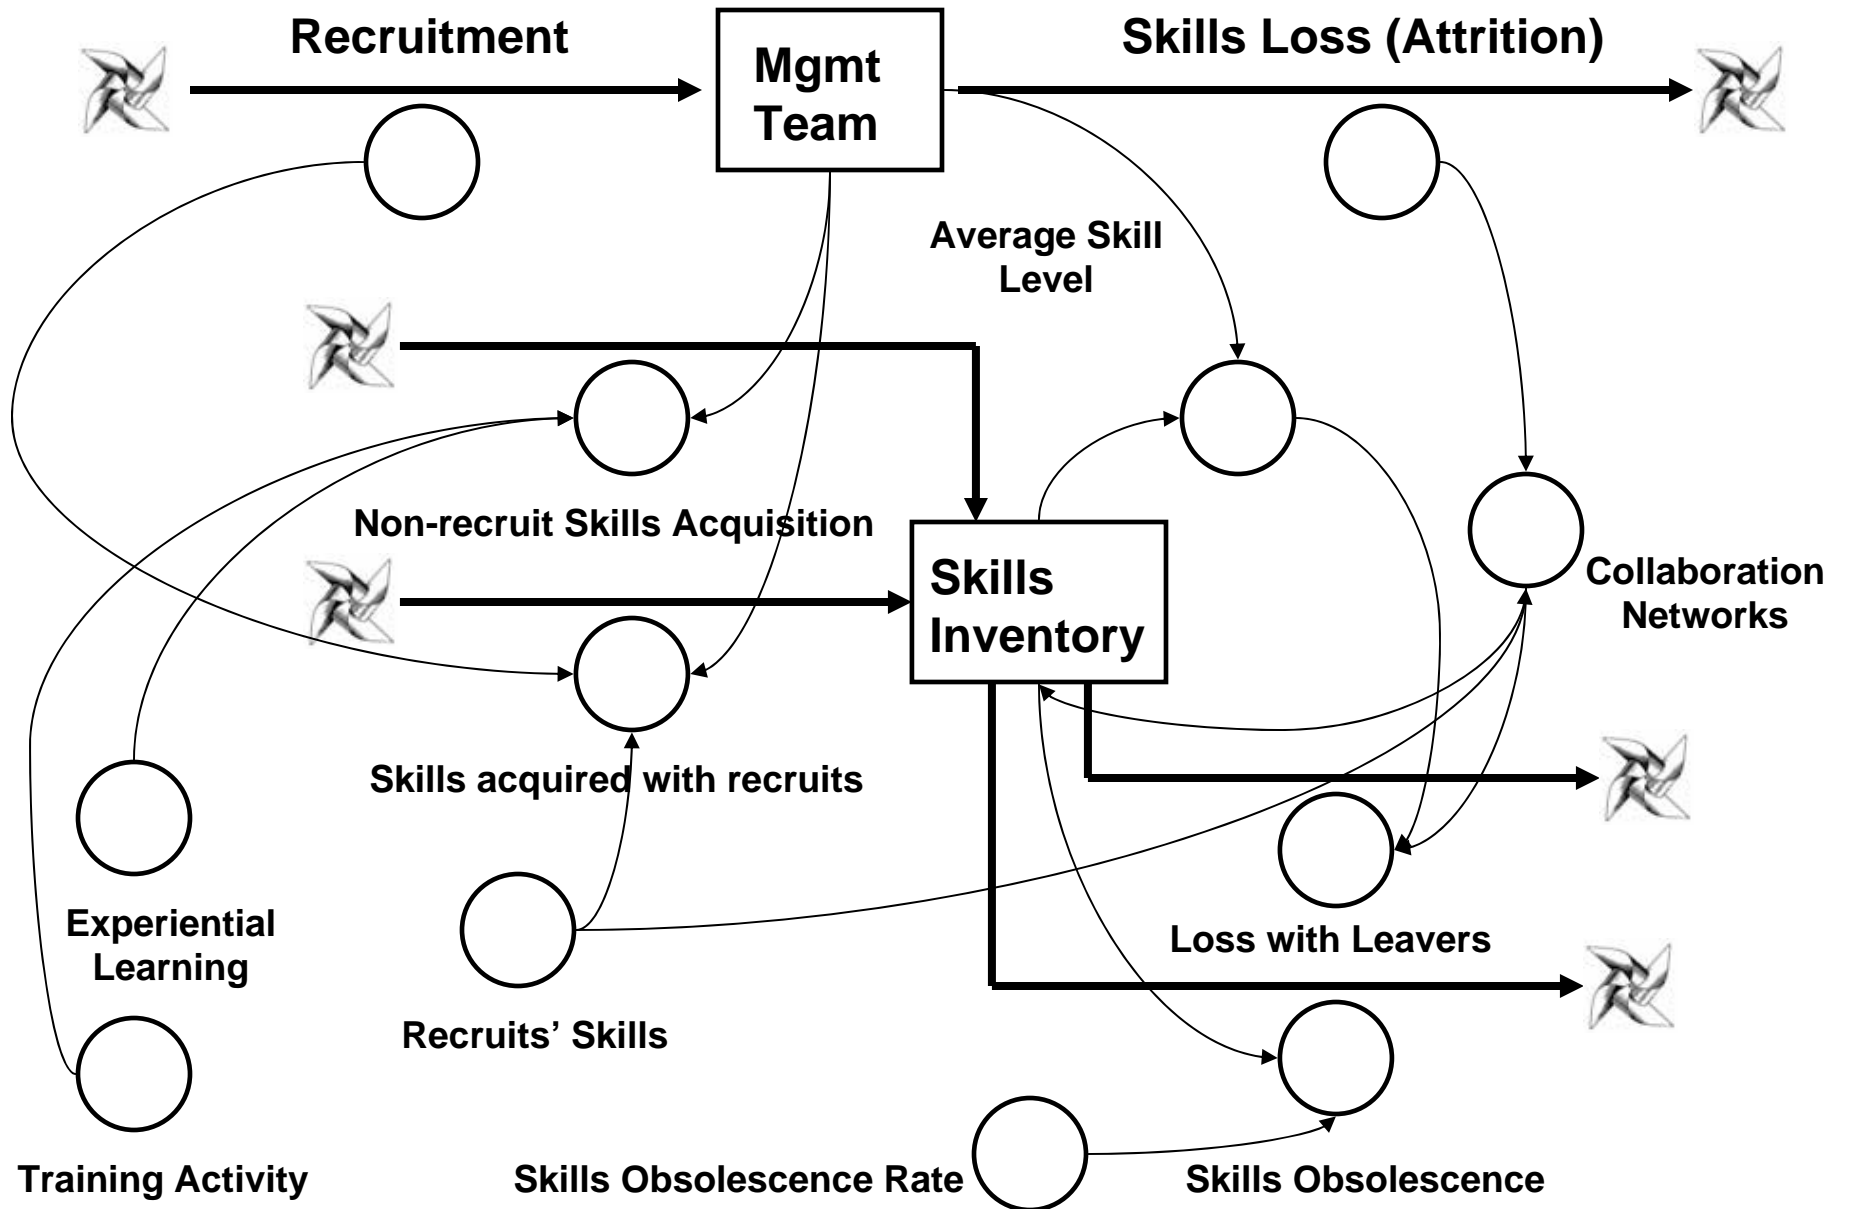 Recruitment
Mgmt
Team
Skills Loss (Attrition)
Average Skill
Level
Non-recruit Skills Acquisition
Skills
Inventory
Collaboration
Networks
Skills acquired with recruits
Experiential
Learning
Loss with Leavers
Recruits’ Skills
Training Activity
Skills Obsolescence Rate
Skills Obsolescence